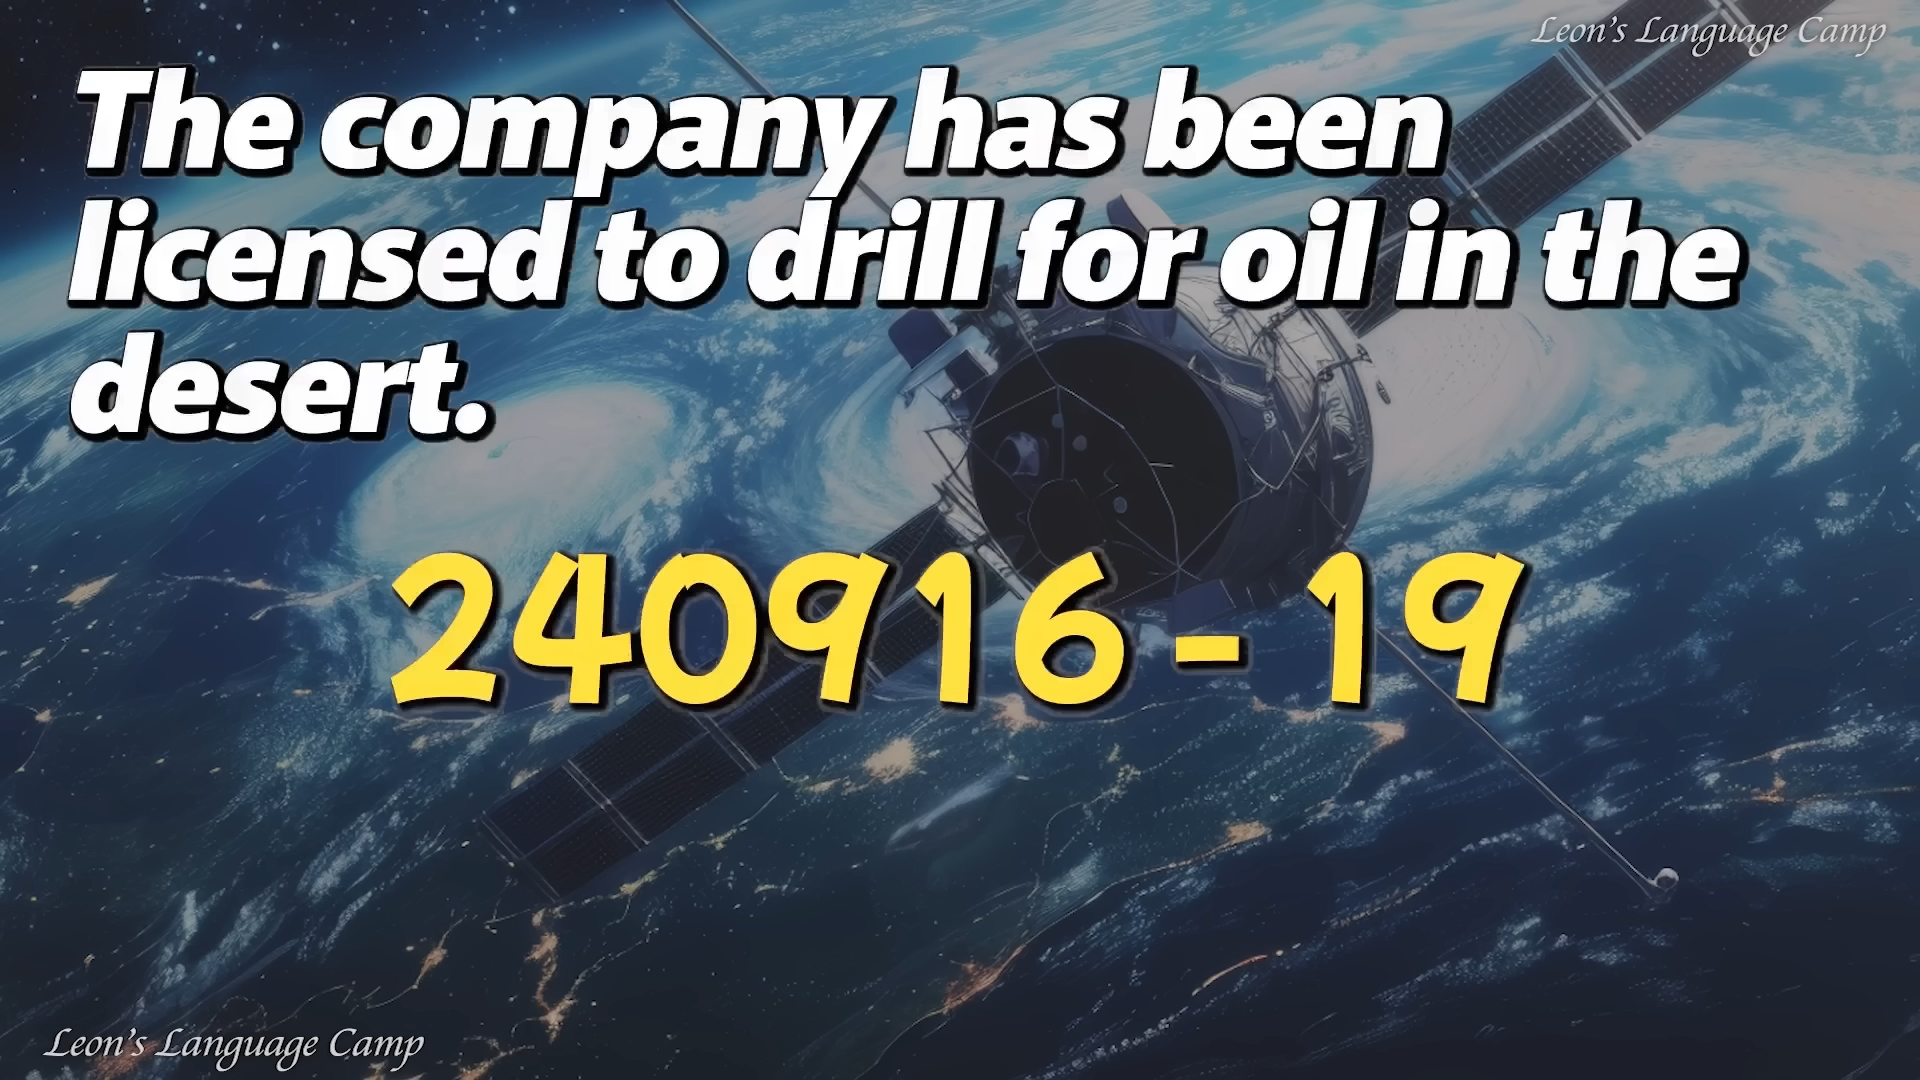 Leon's Language Camp
The company has been
licensed to drill for oil in the
desert.
240916-19
Leon's Language Camp